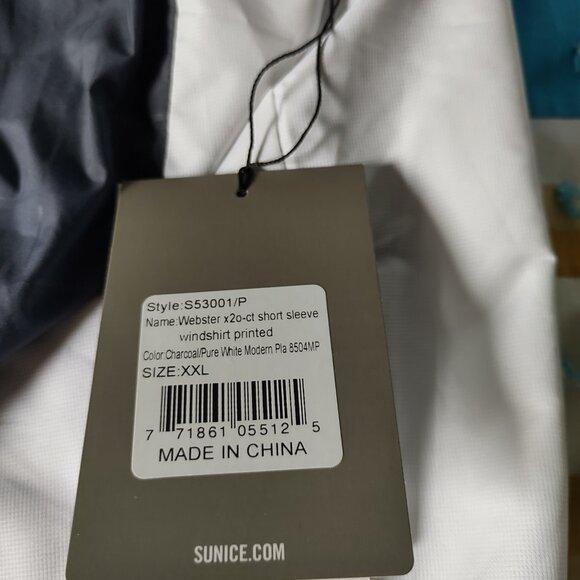 Style:S53001/P
Name:Webster x2o-ct short sleeve
windshirt printed
Color:Charcoal/Pure White Modern Pla 8504MP
SIZE:XXL
7 71861 05512 5
MADE IN CHINA
SUNICE.COM